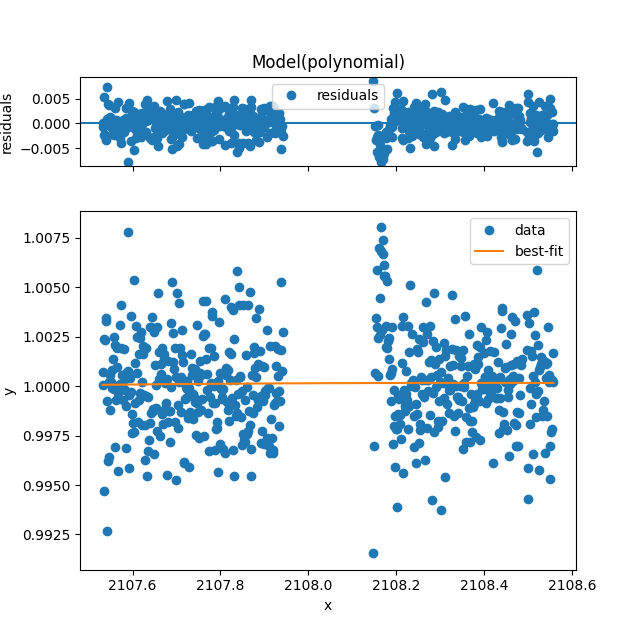 Model(polynomial)
residuals
0.005
0.000
−0.005
residuals
data
best-fit
1.0075
1.0050
1.0025
1.0000
0.9975
0.9950
0.9925
y
2107.6 2107.8 2108.0 2108.2 2108.4 2108.6
x